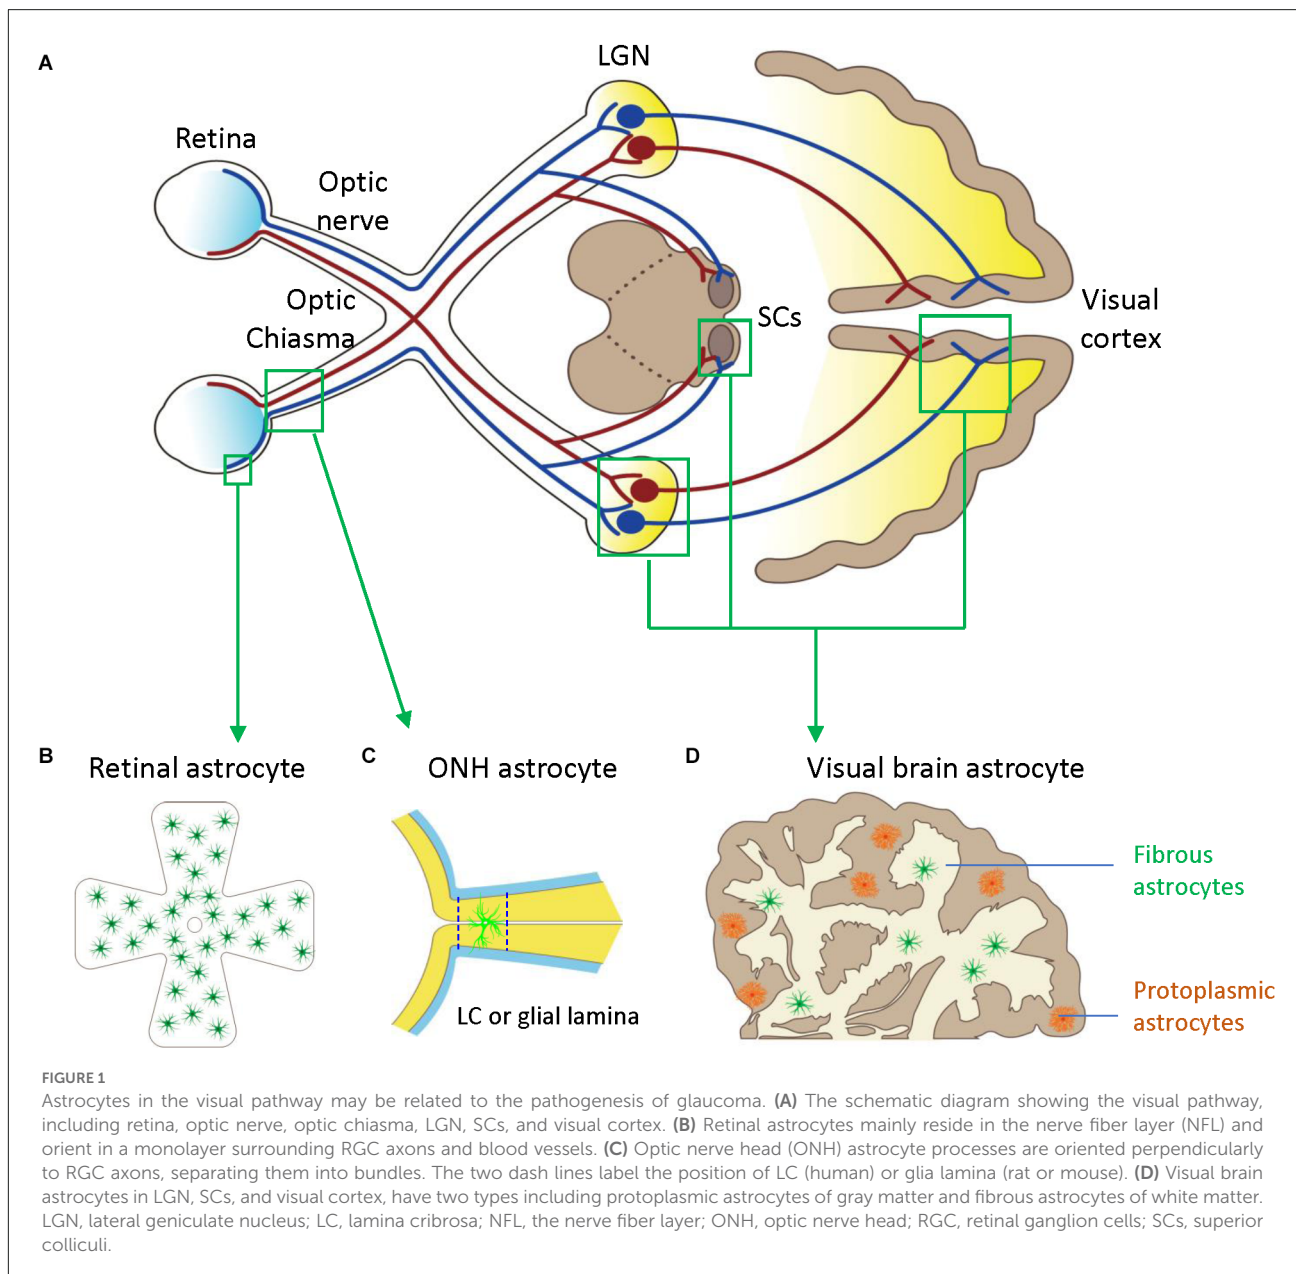 A
LGN
Retina
Optic
nerve
Optic
Chiasma
SCs
Visual
cortex
B
Retinal astrocyte
C
ONH astrocyte
LC or glial lamina
D
Visual brain astrocyte
Fibrous
astrocytes
Protoplasmic
astrocytes
FIGURE 1
Astrocytes in the visual pathway may be related to the pathogenesis of glaucoma. (A) The schematic diagram showing the visual pathway,
including retina, optic nerve, optic chiasma, LGN, SCs, and visual cortex. (B) Retinal astrocytes mainly reside in the nerve fiber layer (NFL) and
orient in a monolayer surrounding RGC axons and blood vessels. (C) Optic nerve head (ONH) astrocyte processes are oriented perpendicularly
to RGC axons, separating them into bundles. The two dash lines label the position of LC (human) or glia lamina (rat or mouse). (D) Visual brain
astrocytes in LGN, SCs, and visual cortex, have two types including protoplasmic astrocytes of gray matter and fibrous astrocytes of white matter.
LGN, lateral geniculate nucleus; LC, lamina cribrosa; NFL, the nerve fiber layer; ONH, optic nerve head; RGC, retinal ganglion cells; SCs, superior
colliculi.